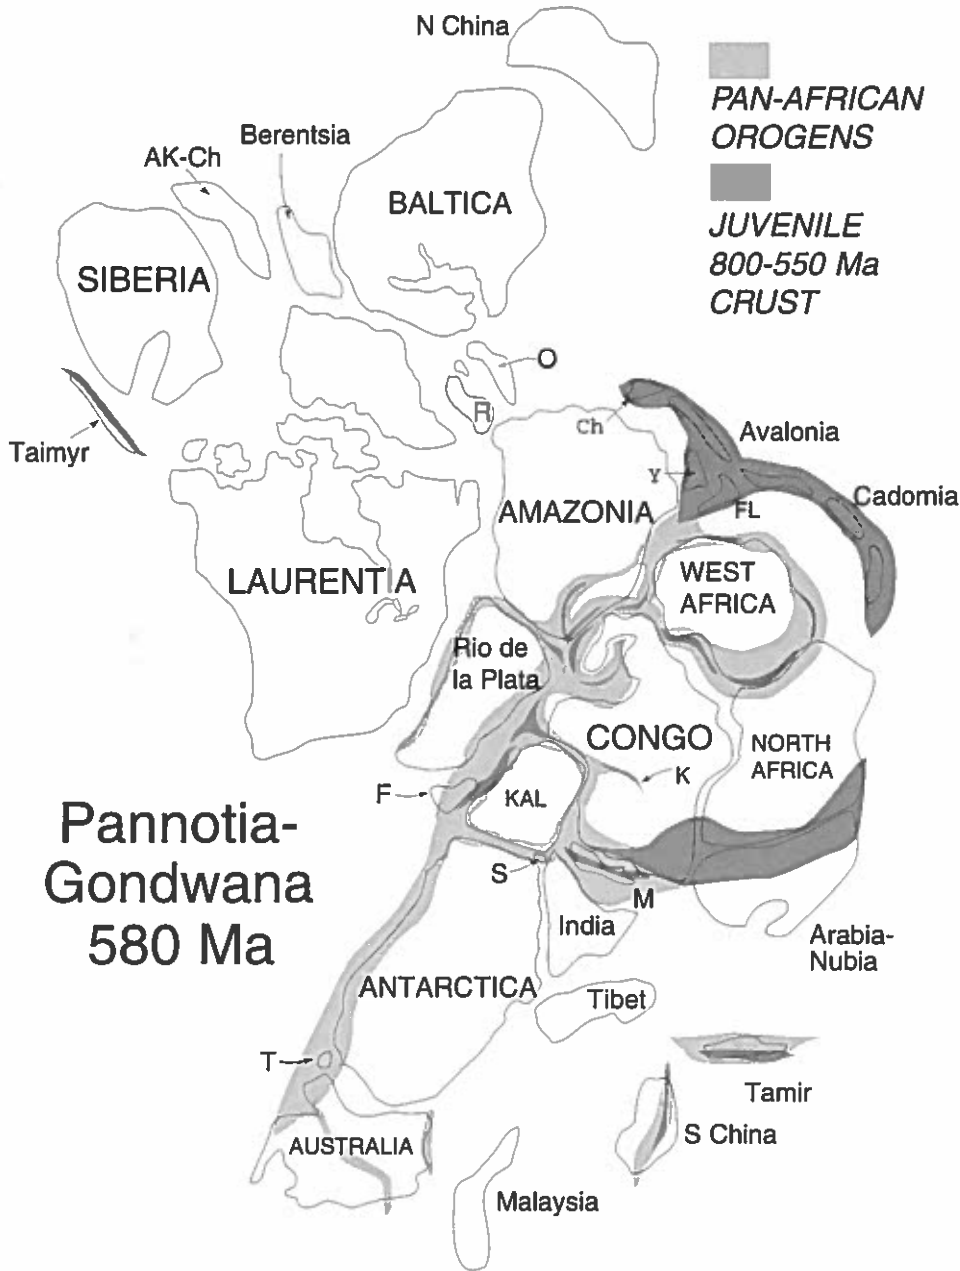 N China
PAN-AFRICAN
OROGENS
Berentsia
AK-Ch
BALTICA
JUVENILE
800-550 Ma
CRUST
SIBERIA
O
R
Ch
Avalonia
Taimyr
Y
Cadomia
AMAZONIA
FL
LAURENTIA
WEST
AFRICA
Rio de
la Plata
CONGO
NORTH
AFRICA
K
F
KAL
Pannotia-
Gondwana
580 Ma
S
M
India
Arabia-
Nubia
ANTARCTICA
Tibet
T
Tamir
S China
AUSTRALIA
Malaysia